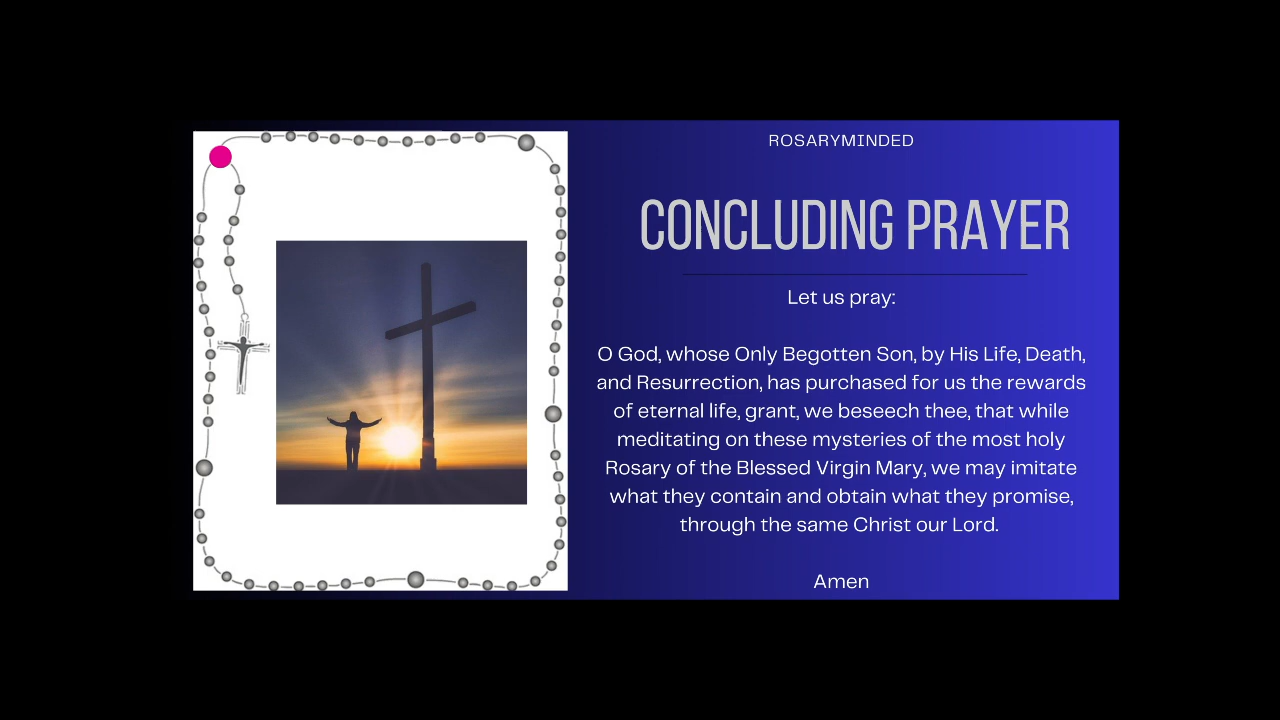 ROSARYMINDED
CONCLUDING PRAYER
Let us pray:
O God, whose Only Begotten Son, by His Life, Death,
and Resurrection, has purchased for us the rewards
of eternal life, grant, we beseech thee, that while
meditating on these mysteries of the most holy
Rosary of the Blessed Virgin Mary, we may imitate
what they contain and obtain what they promise,
through the same Christ our Lord.
Amen